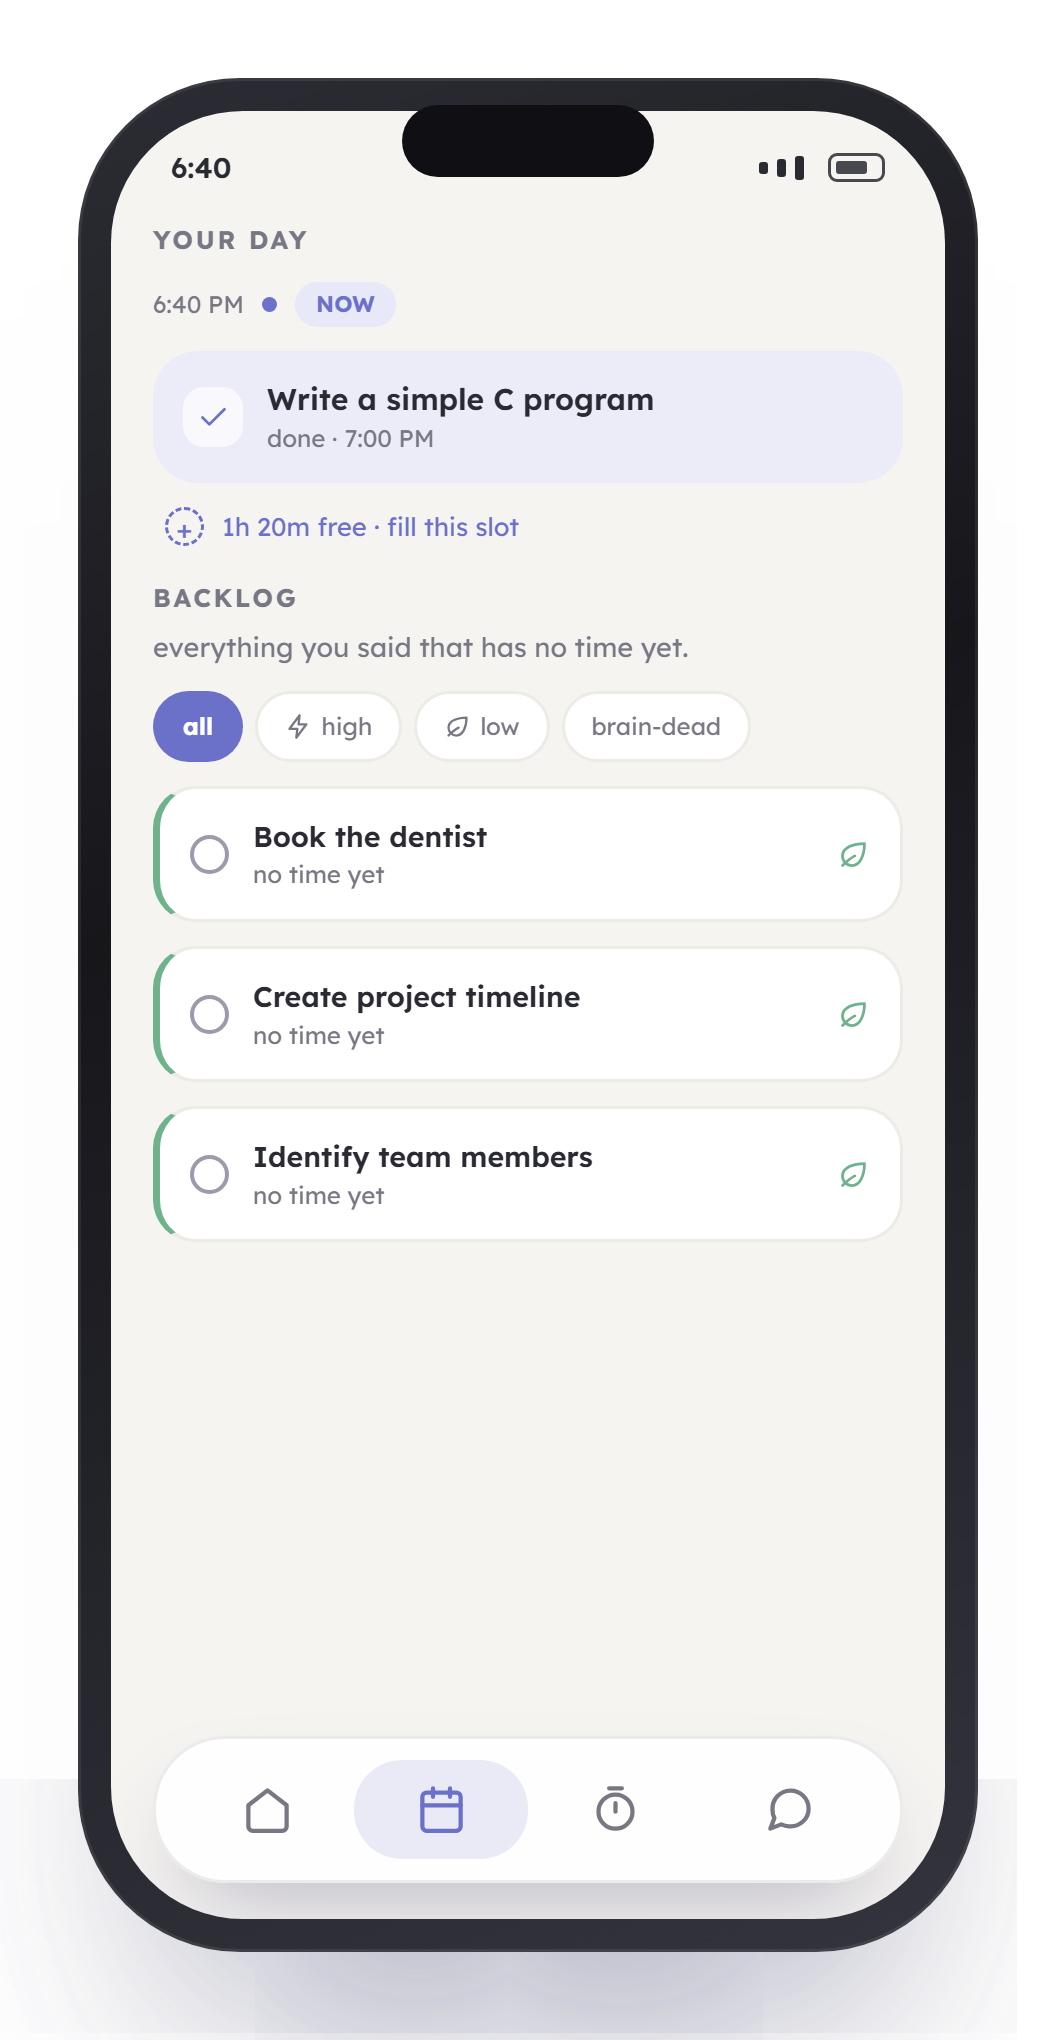 6:40
YOUR DAY
6:40 PM NOW
Write a simple C program
done · 7:00 PM
1h 20m free · fill this slot
BACKLOG
everything you said that has no time yet.
all high low brain-dead
Book the dentist
no time yet
Create project timeline
no time yet
Identify team members
no time yet